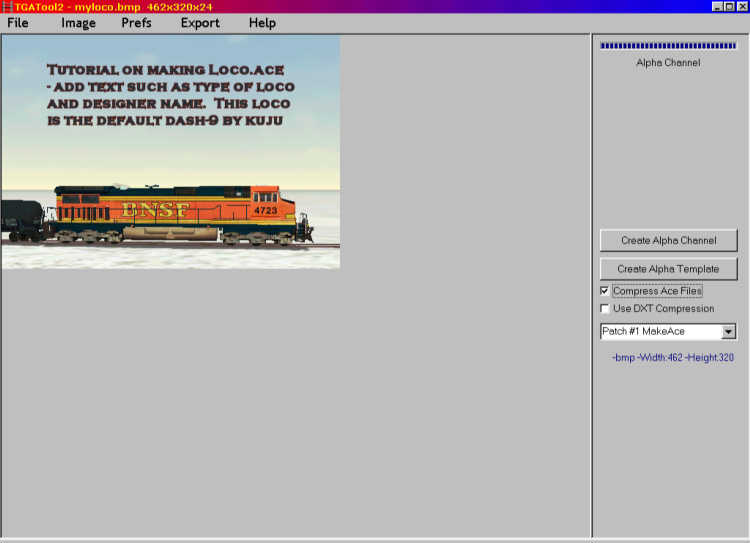 TGATool2 - myloco.bmp 462x320x24
File Image Prefs Export Help
Tutorial on making Loco.ace
- add text such as type of loco
and designer name. This loco
is the default dash-9 by kuju
BNSF
4723
Alpha Channel
Create Alpha Channel
Create Alpha Template
Compress Ace Files
Use DXT Compression
Patch #1 MakeAce
-bmp -Width:462 -Height:320